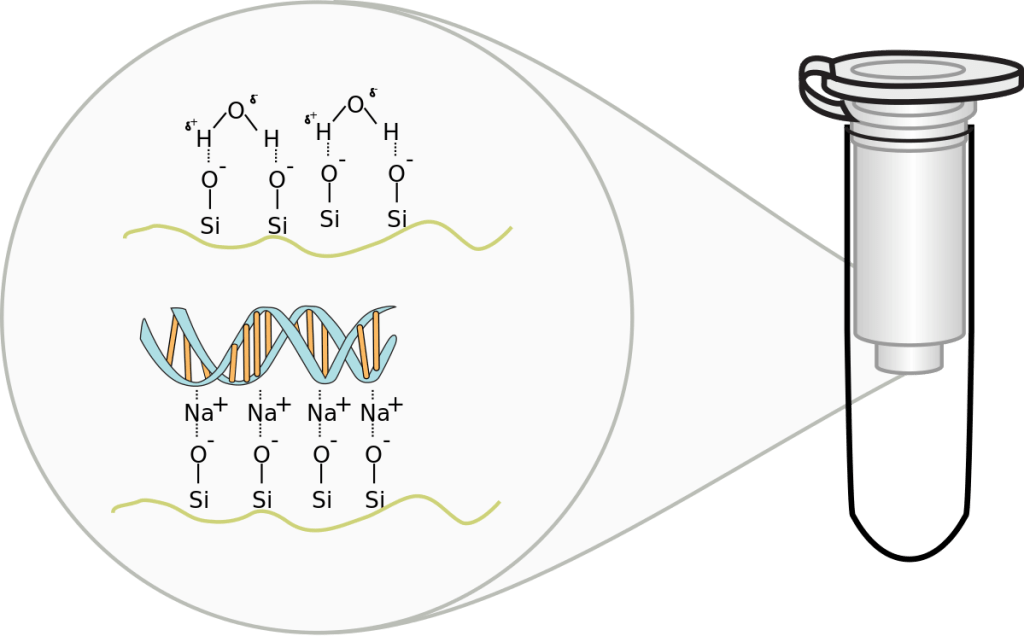 δ-
δ-
O
O
δ+
δ+
H
H
H
H
O-
O-
O-
O-
Si
Si
Si
Si
Na+ Na+ Na+ Na+
O- O- O- O-
Si Si Si Si